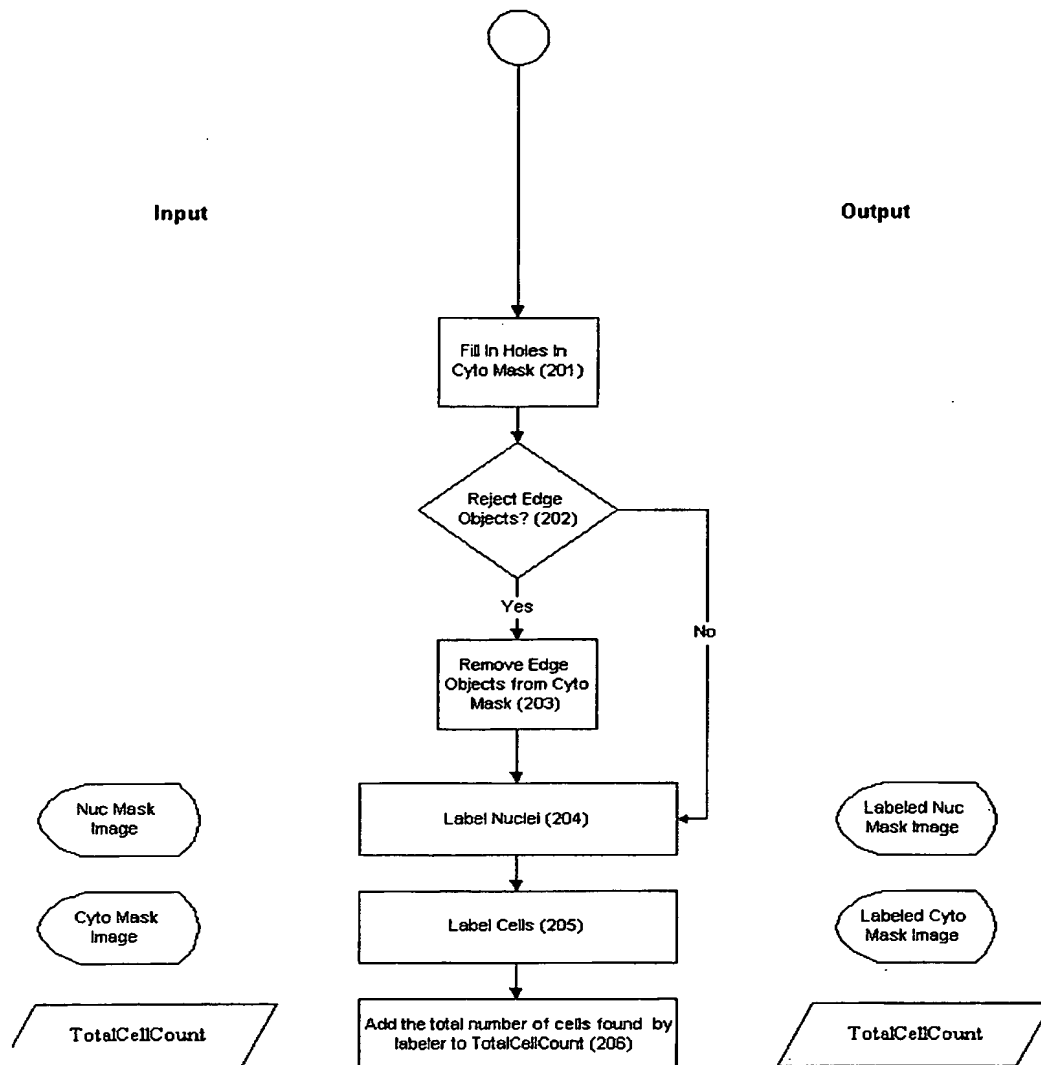 Input
Output
Fill In Holes In
Cyto Mask (201)
Reject Edge
Objects? (202)
Yes
No
Remove Edge
Objects from Cyto
Mask (203)
Nuc Mask
Image
Label Nuclei (204)
Labeled Nuc
Mask Image
Cyto Mask
Image
Label Cells (205)
Labeled Cyto
Mask Image
TotalCellCount
Add the total number of cells found by
labeler to TotalCellCount (206)
TotalCellCount